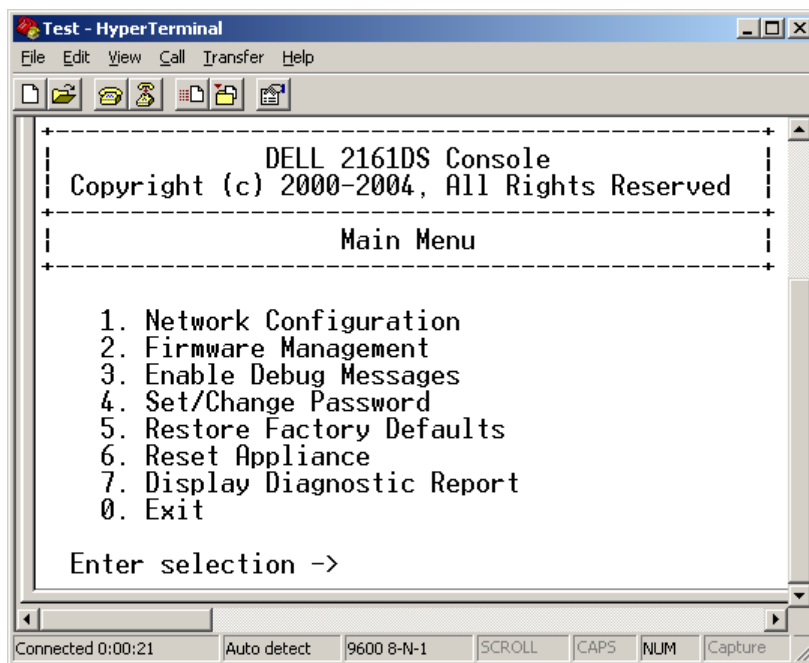 Test - HyperTerminal
File Edit View Call Transfer Help
DELL 2161DS Console
Copyright (c) 2000-2004, All Rights Reserved
Main Menu
1. Network Configuration
2. Firmware Management
3. Enable Debug Messages
4. Set/Change Password
5. Restore Factory Defaults
6. Reset Appliance
7. Display Diagnostic Report
0. Exit
Enter selection ->
Connected 0:00:21 Auto detect 9600 8-N-1 SCROLL CAPS NUM Capture